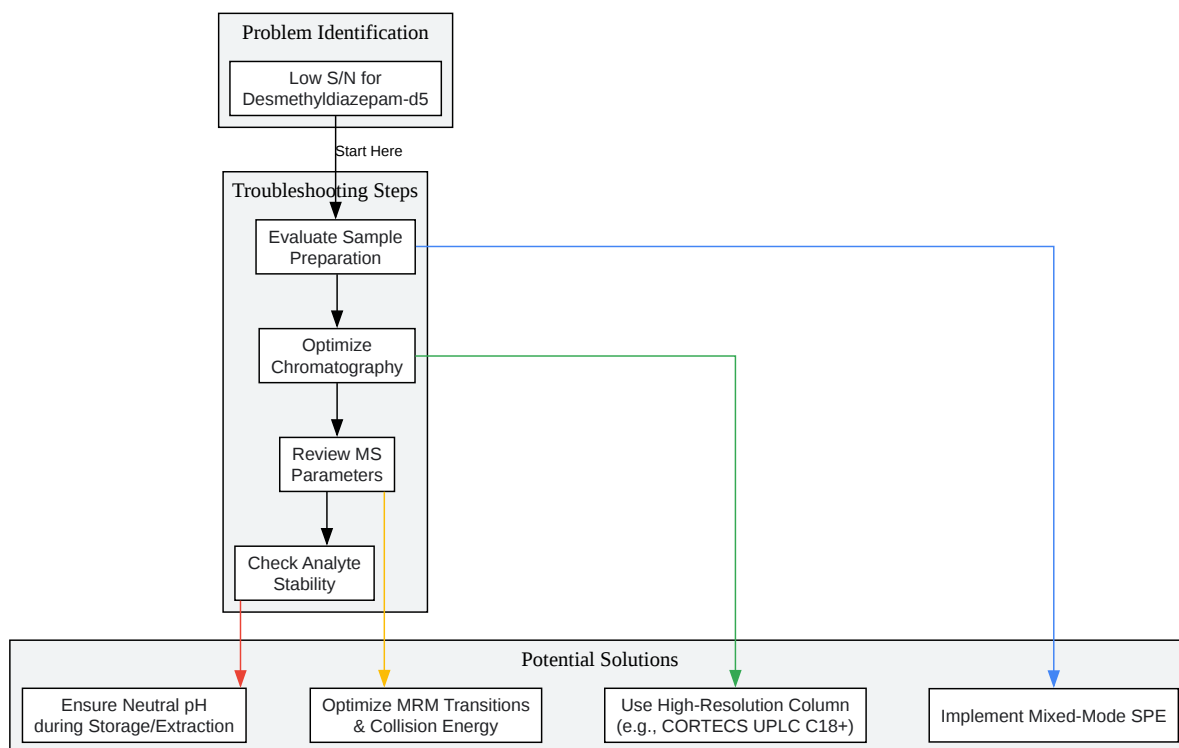 Problem Identification
Low S/N for
Desmethyldiazepam-d5
Start Here
Troubleshooting Steps
Evaluate Sample
Preparation
Optimize
Chromatography
Review MS
Parameters
Check Analyte
Stability
Potential Solutions
Ensure Neutral pH
during Storage/Extraction
Optimize MRM Transitions
& Collision Energy
Use High-Resolution Column
(e.g., CORTECS UPLC C18+)
Implement Mixed-Mode SPE